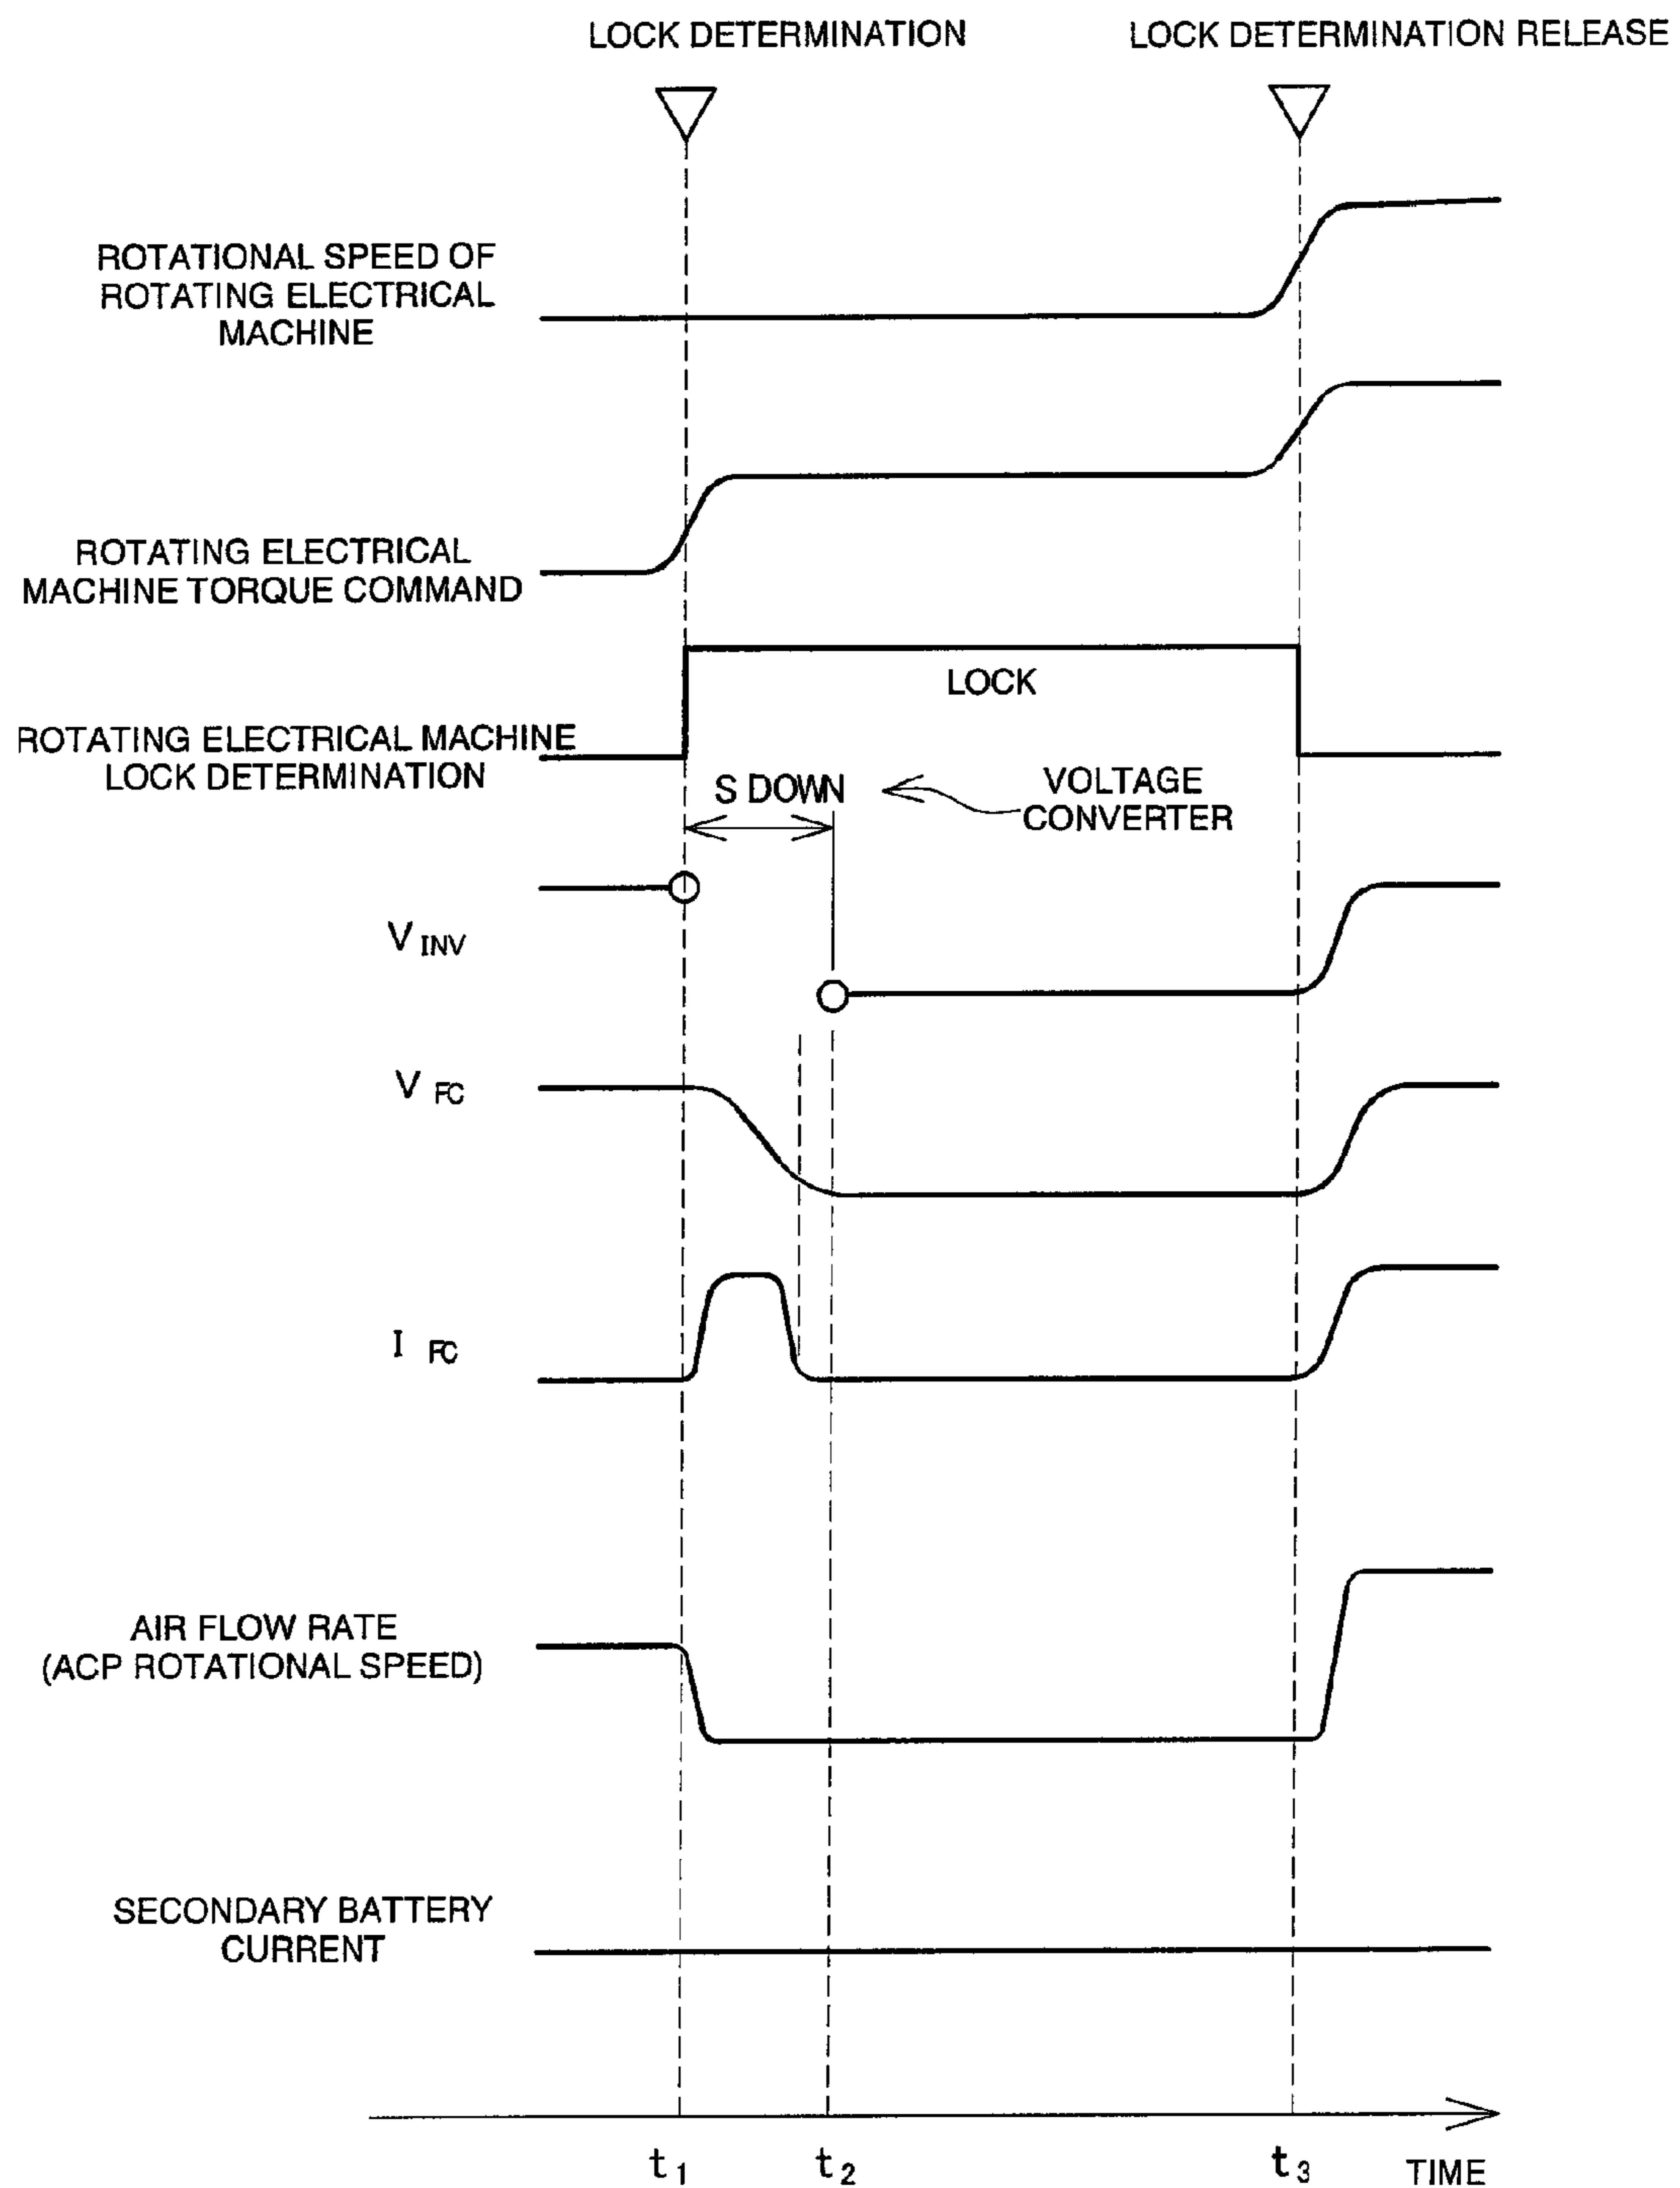 LOCK DETERMINATION
LOCK DETERMINATION RELEASE
ROTATIONAL SPEED OF
ROTATING ELECTRICAL
MACHINE
ROTATING ELECTRICAL
MACHINE TORQUE COMMAND
LOCK
ROTATING ELECTRICAL MACHINE
LOCK DETERMINATION
S DOWN
VOLTAGE
CONVERTER
V INV
V FC
I FC
AIR FLOW RATE
(ACP ROTATIONAL SPEED)
SECONDARY BATTERY
CURRENT
t1
t2
t3
TIME